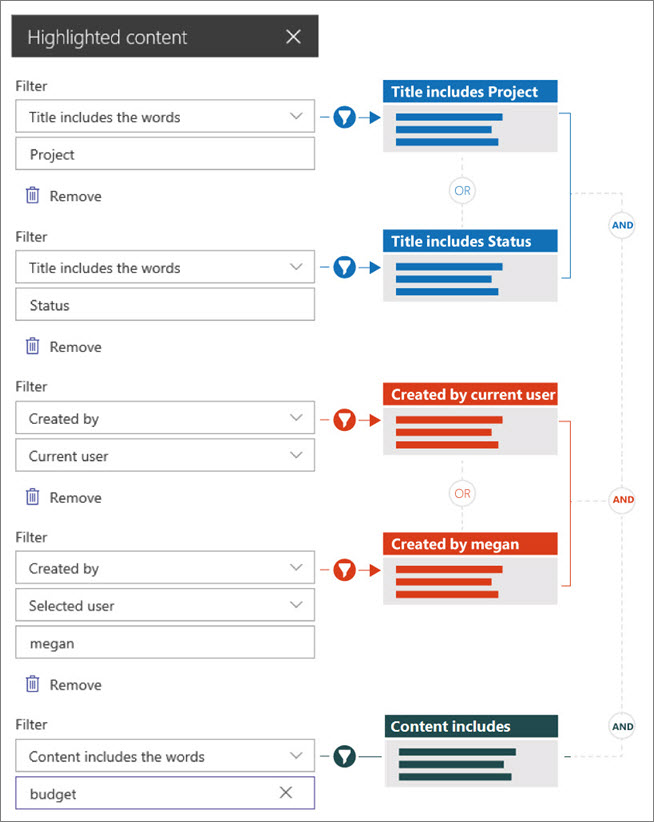 Highlighted content
Filter
Title includes the words
Project
Remove
Title includes Project
OR
AND
Filter
Title includes the words
Status
Remove
Title includes Status
Filter
Created by
Current user
Remove
Created by current user
OR
AND
Filter
Created by
Selected user
megan
Remove
Created by megan
Filter
Content includes the words
budget
Content includes
AND